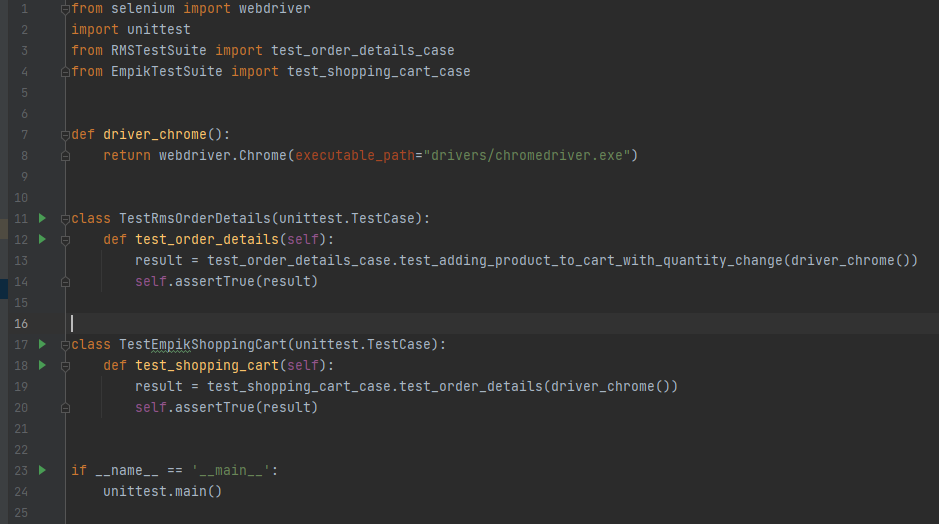 1 from selenium import webdriver
2 import unittest
3 from RMSTestSuite import test_order_details_case
4 from EmpikTestSuite import test_shopping_cart_case
5
6
7 def driver_chrome():
8     return webdriver.Chrome(executable_path="drivers/chromedriver.exe")
9
10
11 class TestRmsOrderDetails(unittest.TestCase):
12     def test_order_details(self):
13         result = test_order_details_case.test_adding_product_to_cart_with_quantity_change(driver_chrome())
14         self.assertTrue(result)
15
16
17 class TestEmpikShoppingCart(unittest.TestCase):
18     def test_shopping_cart(self):
19         result = test_shopping_cart_case.test_order_details(driver_chrome())
20         self.assertTrue(result)
21
22
23 if __name__ == '__main__':
24     unittest.main()
25